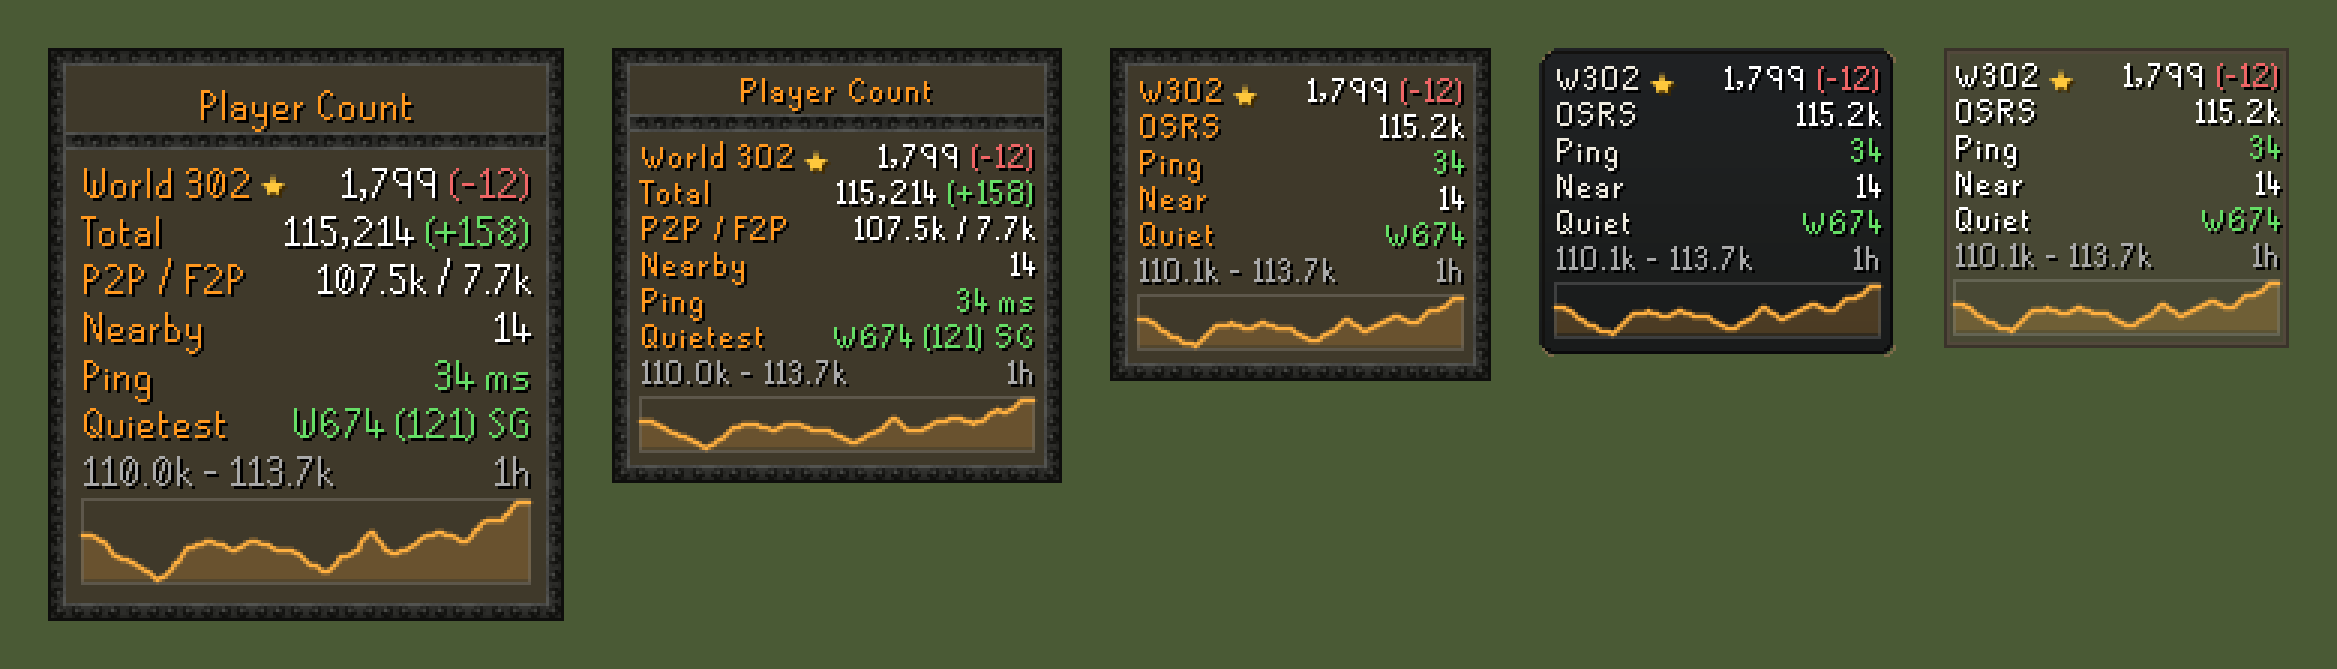 Player Count
World 302 1,799 (-12)
Total 115,214 (+158)
P2P / F2P 107.5k / 7.7k
Nearby 14
Ping 34 ms
Quietest W674 (121) SG
110.0k - 113.7k 1h
Player Count
World 302 1,799 (-12)
Total 115,214 (+158)
P2P / F2P 107.5k / 7.7k
Nearby 14
Ping 34 ms
Quietest W674 (121) SG
110.0k - 113.7k 1h
W302 1,799 (-12)
OSRS 115.2k
Ping 34
Near 14
Quiet W674
110.1k - 113.7k 1h
W302 1,799 (-12)
OSRS 115.2k
Ping 34
Near 14
Quiet W674
110.1k - 113.7k 1h
W302 1,799 (-12)
OSRS 115.2k
Ping 34
Near 14
Quiet W674
110.1k - 113.7k 1h